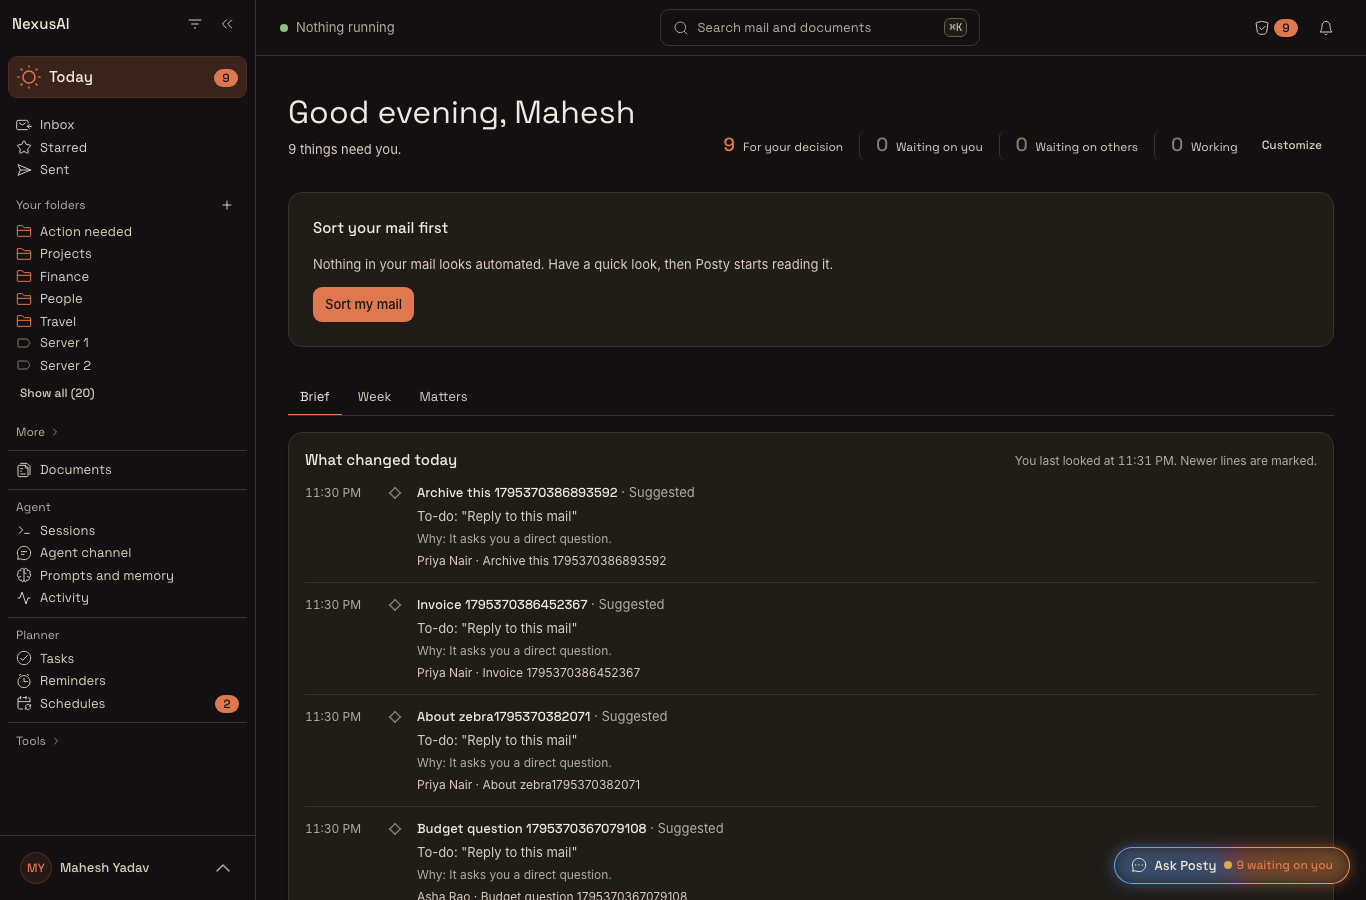 NexusAI
Nothing running
Search mail and documents
⌘K
9
Today
9
Inbox
Starred
Sent
Your folders
Action needed
Projects
Finance
People
Travel
Server 1
Server 2
Show all (20)
More
Documents
Agent
Sessions
Agent channel
Prompts and memory
Activity
Planner
Tasks
Reminders
Schedules
2
Tools
MY
Mahesh Yadav
Good evening, Mahesh
9 things need you.
9 For your decision
0 Waiting on you
0 Waiting on others
0 Working
Customize
Sort your mail first
Nothing in your mail looks automated. Have a quick look, then Posty starts reading it.
Sort my mail
Brief
Week
Matters
What changed today
You last looked at 11:31 PM. Newer lines are marked.
11:30 PM
Archive this 1795370386893592 · Suggested
To-do: "Reply to this mail"
Why: It asks you a direct question.
Priya Nair · Archive this 1795370386893592
11:30 PM
Invoice 1795370386452367 · Suggested
To-do: "Reply to this mail"
Why: It asks you a direct question.
Priya Nair · Invoice 1795370386452367
11:30 PM
About zebra1795370382071 · Suggested
To-do: "Reply to this mail"
Why: It asks you a direct question.
Priya Nair · About zebra1795370382071
11:30 PM
Budget question 1795370367079108 · Suggested
To-do: "Reply to this mail"
Why: It asks you a direct question.
Asha Rao · Budget question 1795370367079108
Ask Posty
9 waiting on you